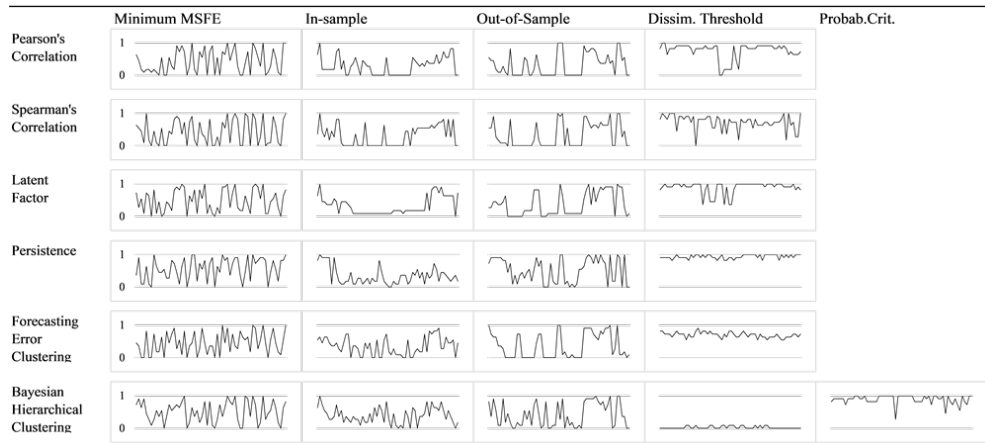 Minimum MSFE In-sample Out-of-Sample Dissim. Threshold Probab.Crit.
Pearson's
Correlation
1
0
Spearman's
Correlation
1
0
Latent
Factor
1
0
Persistence
1
0
Forecasting
Error
Clustering
1
0
Bayesian
Hierarchical
Clustering
1
0